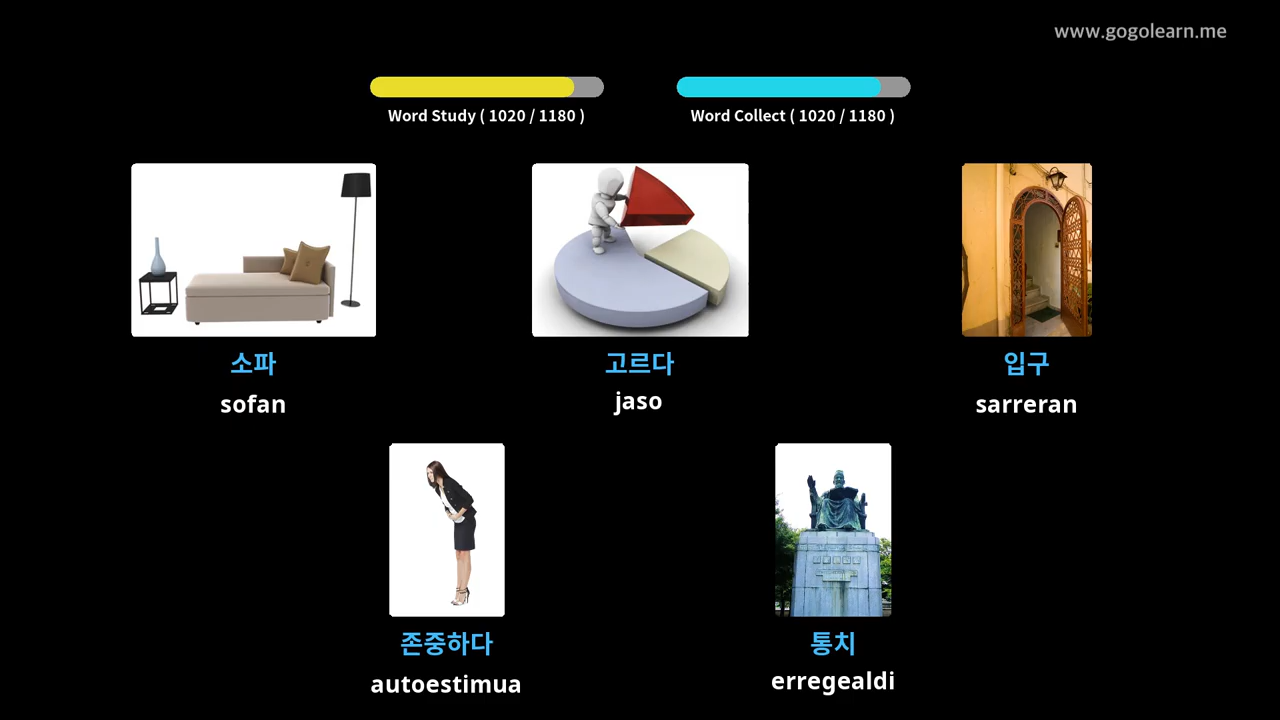 www.gogolearn.me
Word Study ( 1020 / 1180 )
Word Collect ( 1020 / 1180 )
소파
sofan
고르다
jaso
입구
sarreran
존중하다
autoestimua
통치
erregealdi